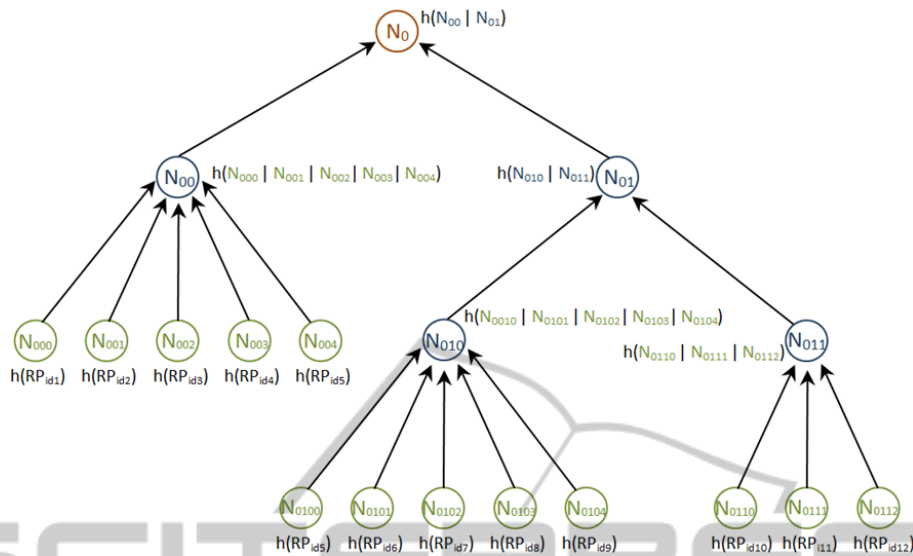 N0 h(N00 | N01)
N00 h(N000 | N001 | N002 | N003 | N004)
h(N010 | N011) N01
N000 N001 N002 N003 N004
h(RPid1) h(RPid2) h(RPid3) h(RPid4) h(RPid5)
N010 h(N0010 | N0101 | N0102 | N0103 | N0104)
h(N0110 | N0111 | N0112) N011
N0100 N0101 N0102 N0103 N0104 N0110 N0111 N0112
h(RPid5) h(RPid6) h(RPid7) h(RPid8) h(RPid9) h(RPid10) h(RPi11) h(RPid12)